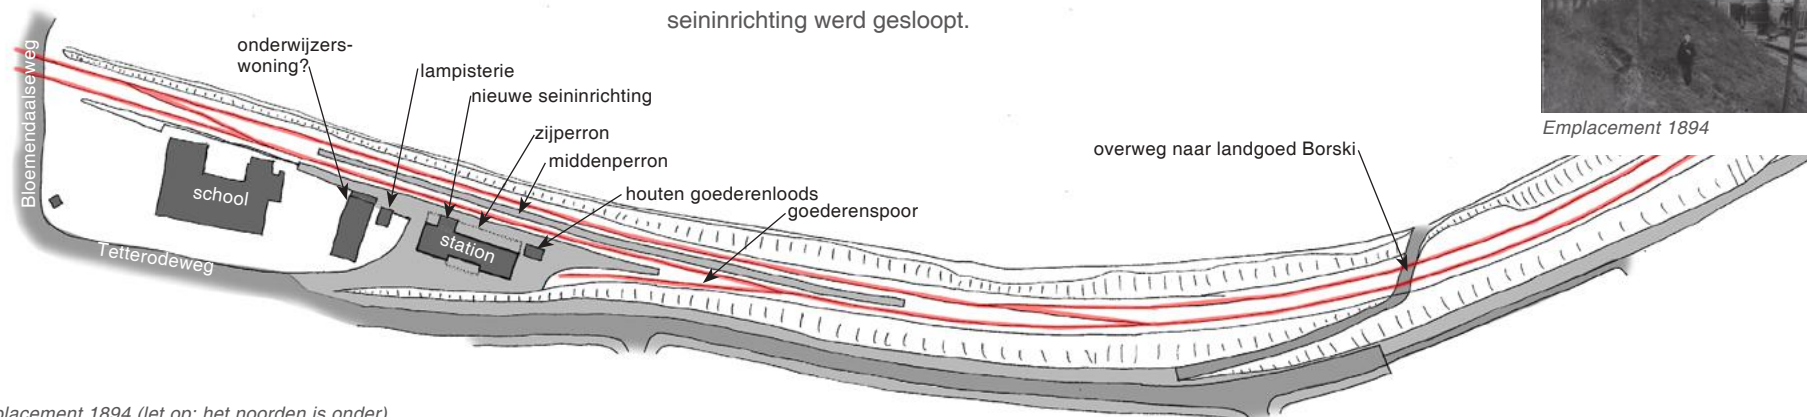 seininrichting werd gesloopt.
Emplacement 1894
Bloemendaalseweg
onderwijzers-
woning?
lampisterie
nieuwe seininrichting
zijperron
middenperron
houten goederenloods
goederenspoor
overweg naar landgoed Borski
school
station
Tetterodeweg
1894 (let op: het noorden is onder)